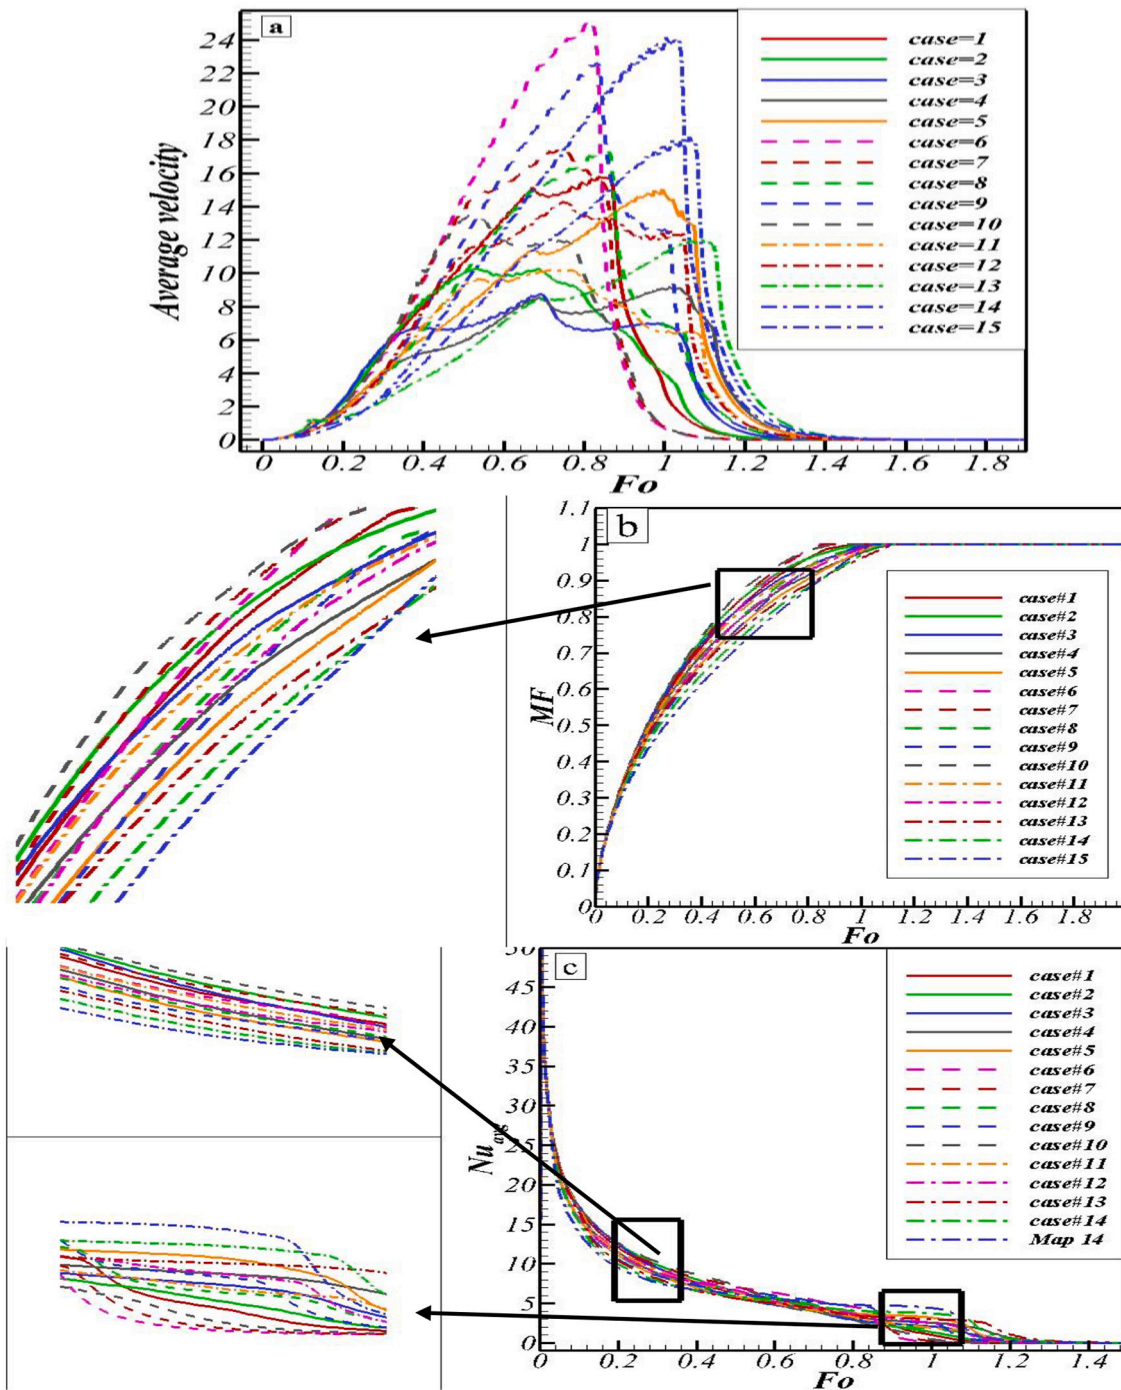 a
24
22
20
18
16
14
12
10
8
6
4
2
0
Average velocity
0 0.2 0.4 0.6 0.8 1 1.2 1.4 1.6 1.8
Fo
case=1
case=2
case=3
case=4
case=5
case=6
case=7
case=8
case=9
case=10
case=11
case=12
case=13
case=14
case=15
b
1.1
1
0.9
0.8
0.7
0.6
0.5
0.4
0.3
0.2
0.1
0
MF
0 0.2 0.4 0.6 0.8 1 1.2 1.4 1.6 1.8
Fo
case#1
case#2
case#3
case#4
case#5
case#6
case#7
case#8
case#9
case#10
case#11
case#12
case#13
case#14
case#15
c
50
45
40
35
30
25
20
15
10
5
0
Nu avg
0 0.2 0.4 0.6 0.8 1 1.2 1.4
Fo
case#1
case#2
case#3
case#4
case#5
case#6
case#7
case#8
case#9
case#10
case#11
case#12
case#13
case#14
Map 14